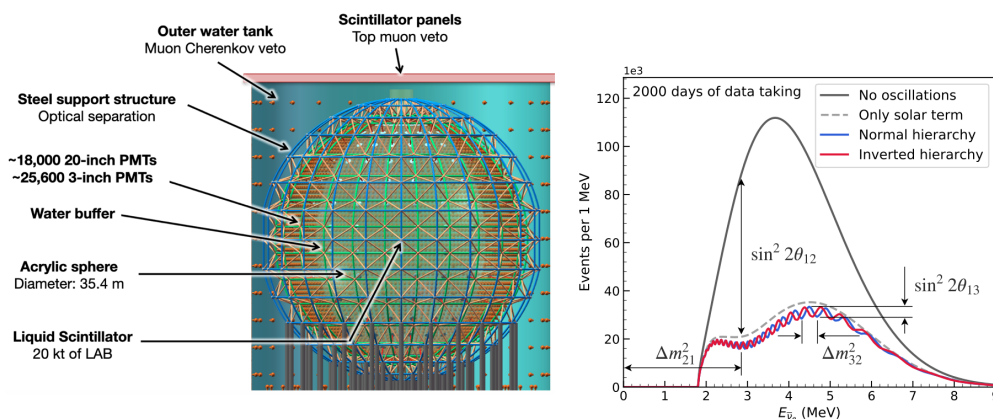 Outer water tank
Muon Cherenkov veto
Scintillator panels
Top muon veto
Steel support structure
Optical separation
~18,000 20-inch PMTs
~25,600 3-inch PMTs
Water buffer
Acrylic sphere
Diameter: 35.4 m
Liquid Scintillator
20 kt of LAB
1e3
2000 days of data taking
No oscillations
Only solar term
Normal hierarchy
Inverted hierarchy
Events per 1 MeV
120
100
80
60
40
20
0
sin² 2θ₁₂
sin² 2θ₁₃
Δm²₂₁
Δm²₃₂
0 1 2 3 4 5 6 7 8 9
E_ν̄ₑ (MeV)